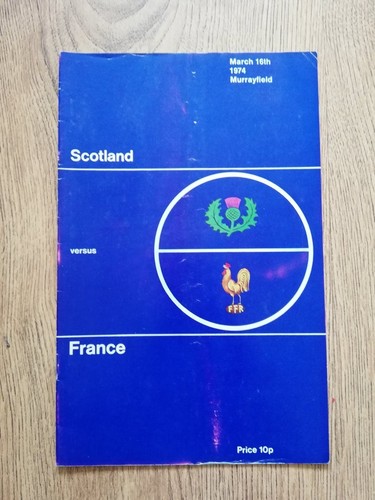 March 16th
1974
Murrayfield
Scotland
versus
FFR
France
Price 10p